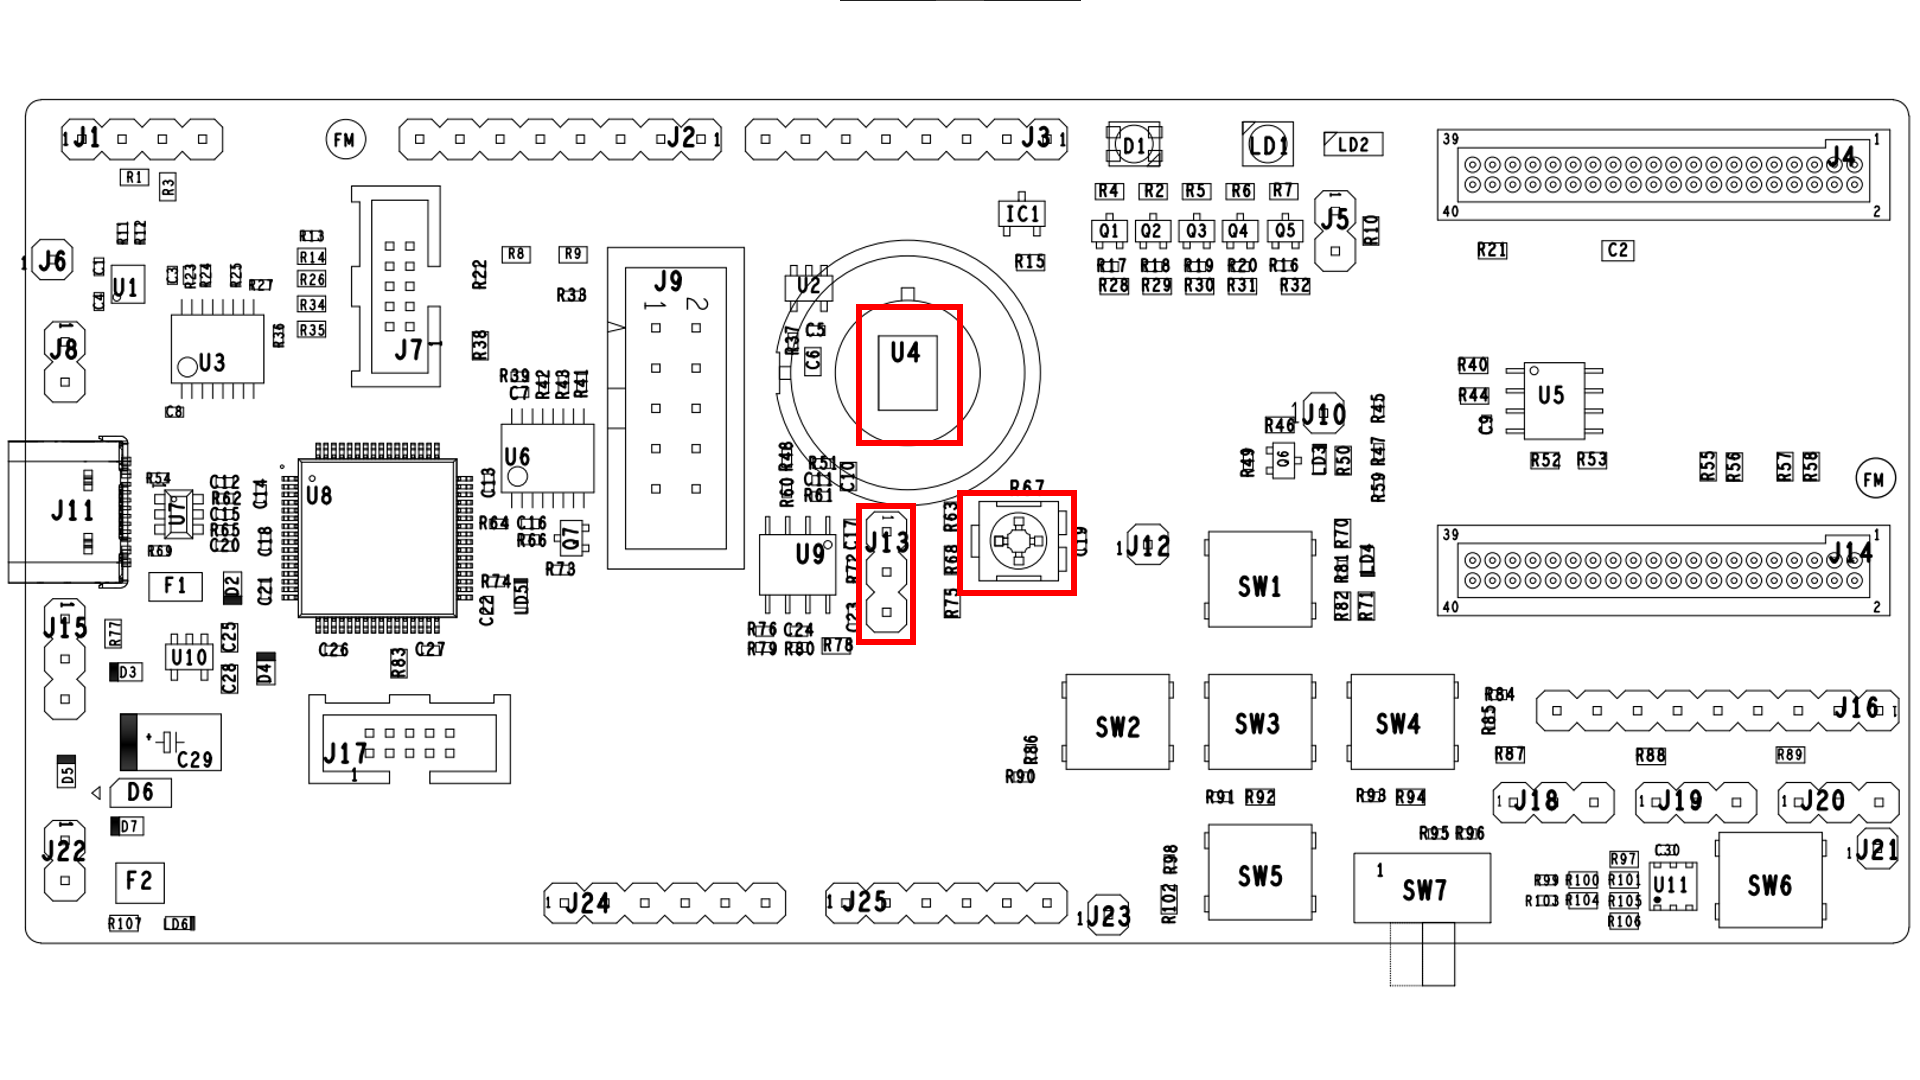 1 J1
FM
J2 1
J3 1
D1
LD1
LD2
39 J4 1
40 2
R1
R3
R4
R2
R5
R6
R7
IC1
Q1
Q2
Q3
Q4
Q5
1
J5
R10
R11
R12
R13
R14
R15
R17
R18
R19
R20
R16
R28
R29
R30
R31
R32
R21
C2
1 J6
C1
C3
R23
R24
R25
R27
R26
R8
R9
R22
R33
J9
1 2
U2
U1
C4
R34
R35
R36
U3
J7 1
R38
R37
C5
C6
U4
1
J8
C8
R39
C7
R42
R43
R41
R40
R44
C9
U5
1 J10
R45
R46
R47
R49
Q6
LD3
R50
R59
R52
R53
R55
R56
R57
R58
FM
U6
C13
R48
R51
C10
C11
R60
R61
R67
J11
R54
C12
R62
C15
R65
C20
C14
C18
U7
R69
U8
R64
C16
R66
Q7
R73
R74
C22
LD5
U9
C17
R72
C23
1
J13
R63
R68
R75
C19
1 J12
SW1
R70
R81
LD4
R82
R71
39 J14 1
40 2
F1
D2
C21
1
J15
R77
C25
U10
C28
D3
D4
C26
R83
C27
R76
C24
R79
R80
R78
SW2
SW3
SW4
R84
R85
J16 1
C29
J17
1
D5
D6
D7
R86
R90
R87
R88
R89
R91
R92
R93
R94
1 J18
1 J19
1 J20
R95
R96
1
J22
F2
R107
LD6
1 J24
1 J25
1 J23
R98
R102
SW5
1
SW7
R97
C30
R99
R100
R101
R103
R104
R105
R106
U11
SW6
1 J21